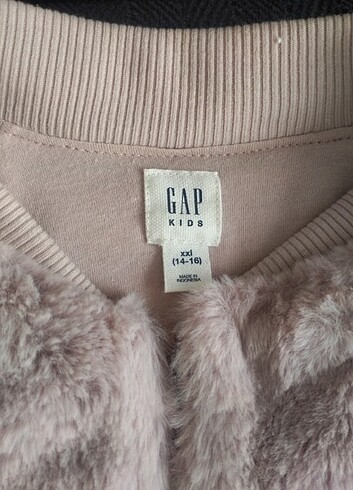 GAP
KIDS
xxl
(14-16)
MADE IN
INDONESIA